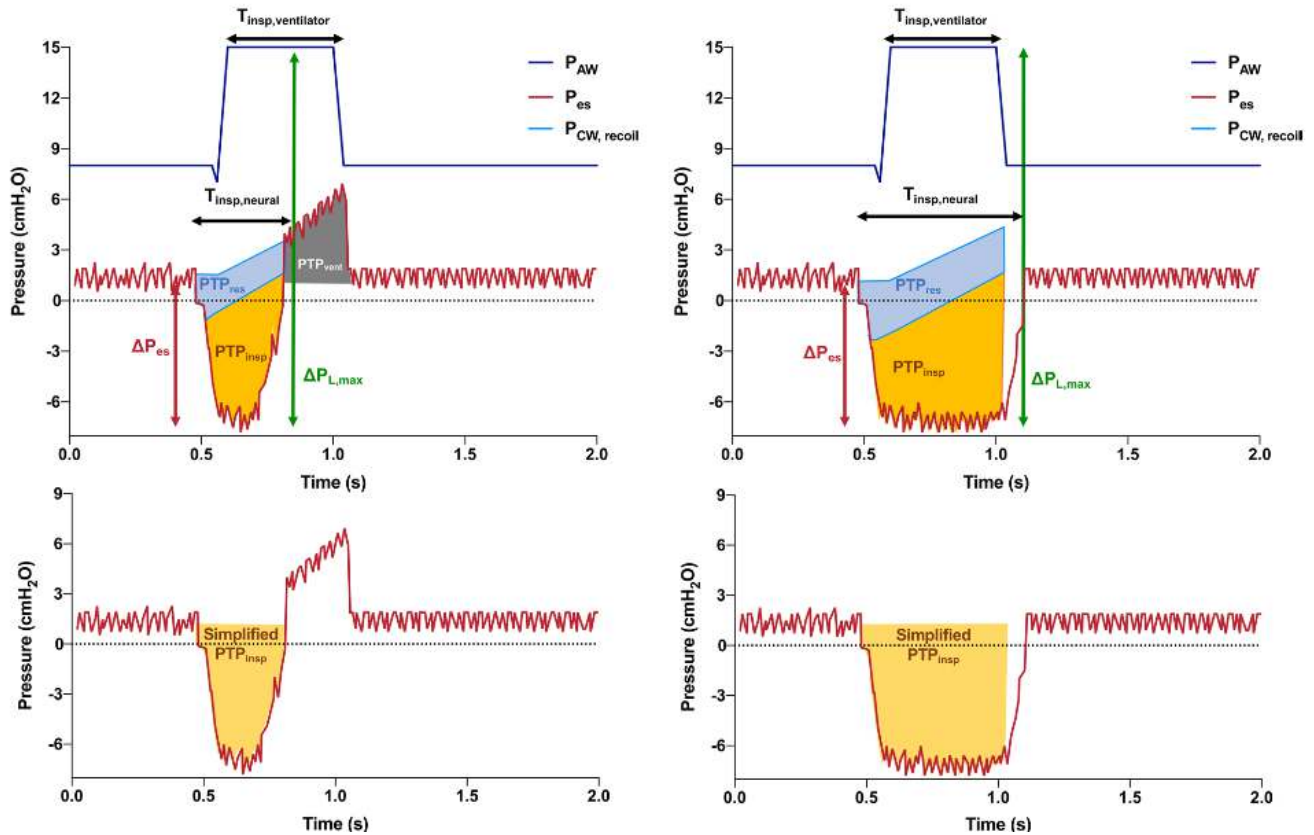 T_insp,ventilator
15
12
9
6
3
0
-3
-6
Pressure (cmH₂O)
P_AW
P_es
P_CW, recoil
T_insp,neural
PTP_res
PTP_vent
PTP_insp
ΔP_es
ΔP_L,max
0.0 0.5 1.0 1.5 2.0
Time (s)
T_insp,ventilator
15
12
9
6
3
0
-3
-6
Pressure (cmH₂O)
P_AW
P_es
P_CW, recoil
T_insp,neural
PTP_res
PTP_insp
ΔP_es
ΔP_L,max
0.0 0.5 1.0 1.5 2.0
Time (s)
9
6
3
0
-3
-6
Pressure (cmH₂O)
Simplified
PTP_insp
0.0 0.5 1.0 1.5 2.0
Time (s)
9
6
3
0
-3
-6
Pressure (cmH₂O)
Simplified
PTP_insp
0.0 0.5 1.0 1.5 2.0
Time (s)